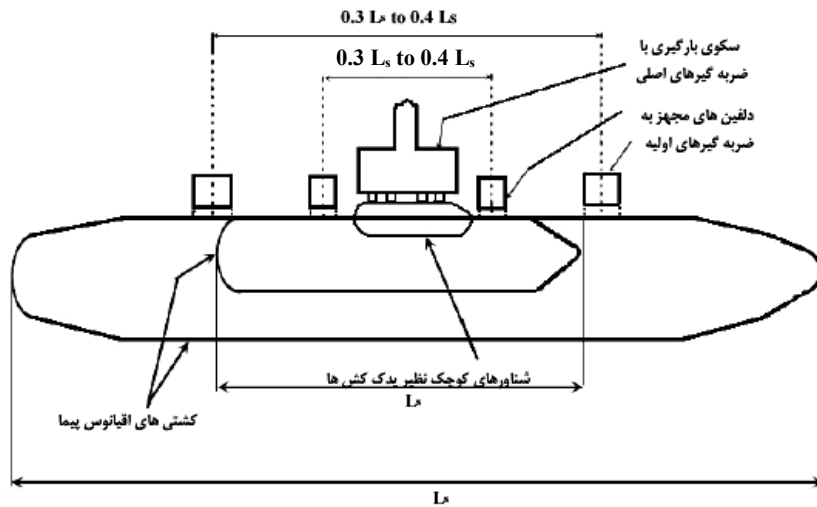 0.3 Ls to 0.4 Ls
0.3 Ls to 0.4 Ls
سکوی بارگیری با
ضربه گیرهای اصلی
دلفین های مجهز به
ضربه گیرهای اولیه
شناورهای کوچک نظیر یدک کش ها
Ls
کشتی های اقیانوس پیما
Ls